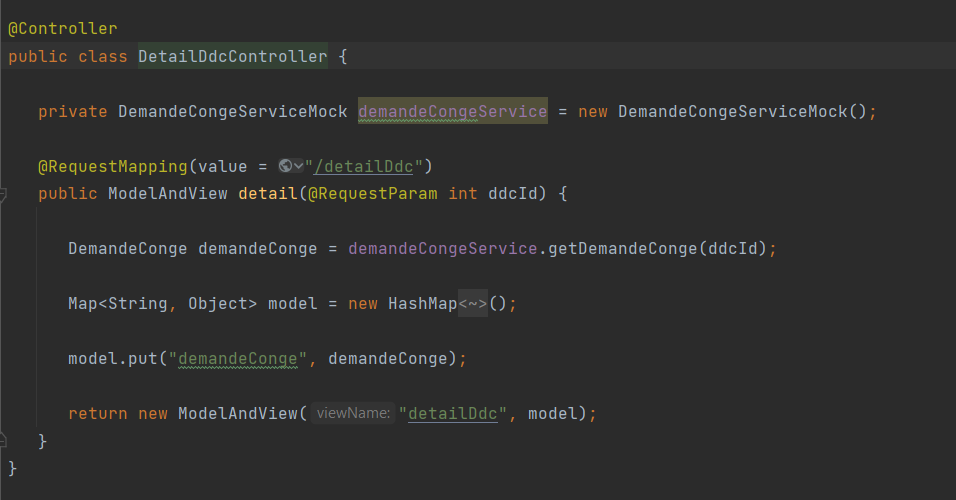 @Controller
public class DetailDdcController {
private DemandeCongeServiceMock demandeCongeService = new DemandeCongeServiceMock();
@RequestMapping(value = "/detailDdc")
public ModelAndView detail(@RequestParam int ddcId) {
DemandeConge demandeConge = demandeCongeService.getDemandeConge(ddcId);
Map<String, Object> model = new HashMap<~>();
model.put("demandeConge", demandeConge);
return new ModelAndView( viewName: "detailDdc", model);
}
}